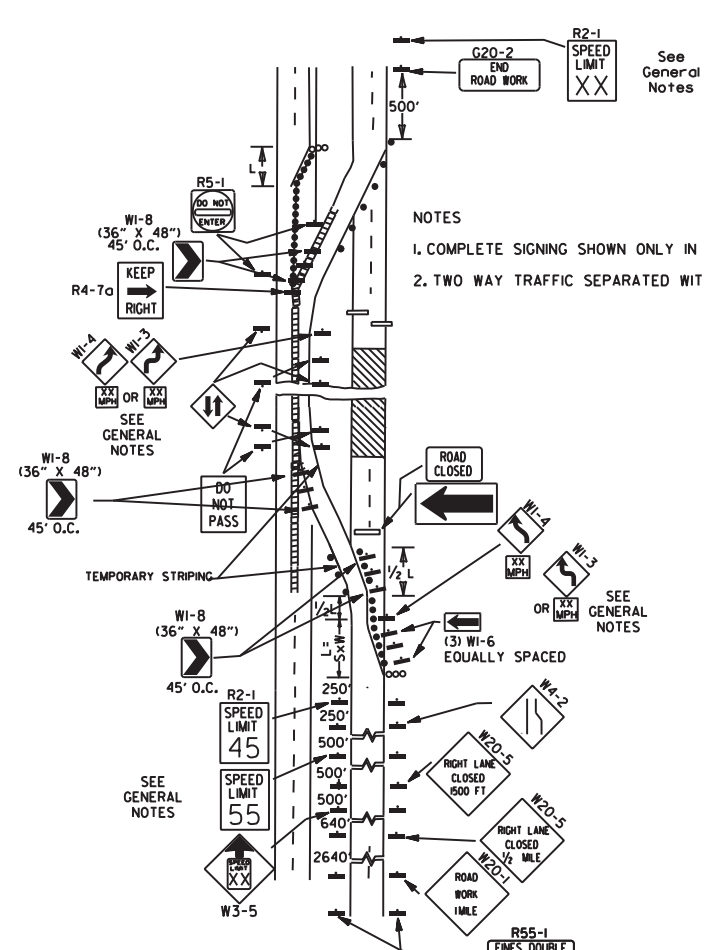 R2-1
SPEED
LIMIT
XX
See
General
Notes
G20-2
END
ROAD WORK
500'
L
R5-1
DO NOT
ENTER
W1-8
(36" X 48")
45' O.C.
R4-7a
KEEP
RIGHT
NOTES
1. COMPLETE SIGNING SHOWN ONLY IN
2. TWO WAY TRAFFIC SEPARATED WIT
W1-4
W1-3
XX
MPH
OR
XX
MPH
SEE
GENERAL
NOTES
W1-8
(36" X 48")
45' O.C.
DO
NOT
PASS
ROAD
CLOSED
W1-4
XX
MPH
W1-3
OR
XX
MPH
SEE
GENERAL
NOTES
TEMPORARY STRIPING
1/2 L
1/2L
L=
SxW
W1-8
(36" X 48")
45' O.C.
(3) W1-6
EQUALLY SPACED
250'
250'
500'
500'
500'
640'
2640'
R2-1
SPEED
LIMIT
45
SEE
GENERAL
NOTES
SPEED
LIMIT
55
SPEED
LIMIT
XX
W3-5
W4-2
W20-5
RIGHT LANE
CLOSED
1500 FT
W20-5
RIGHT LANE
CLOSED
1/2 MILE
W20-1
ROAD
WORK
1 MILE
R55-1
FINES DOUBLE